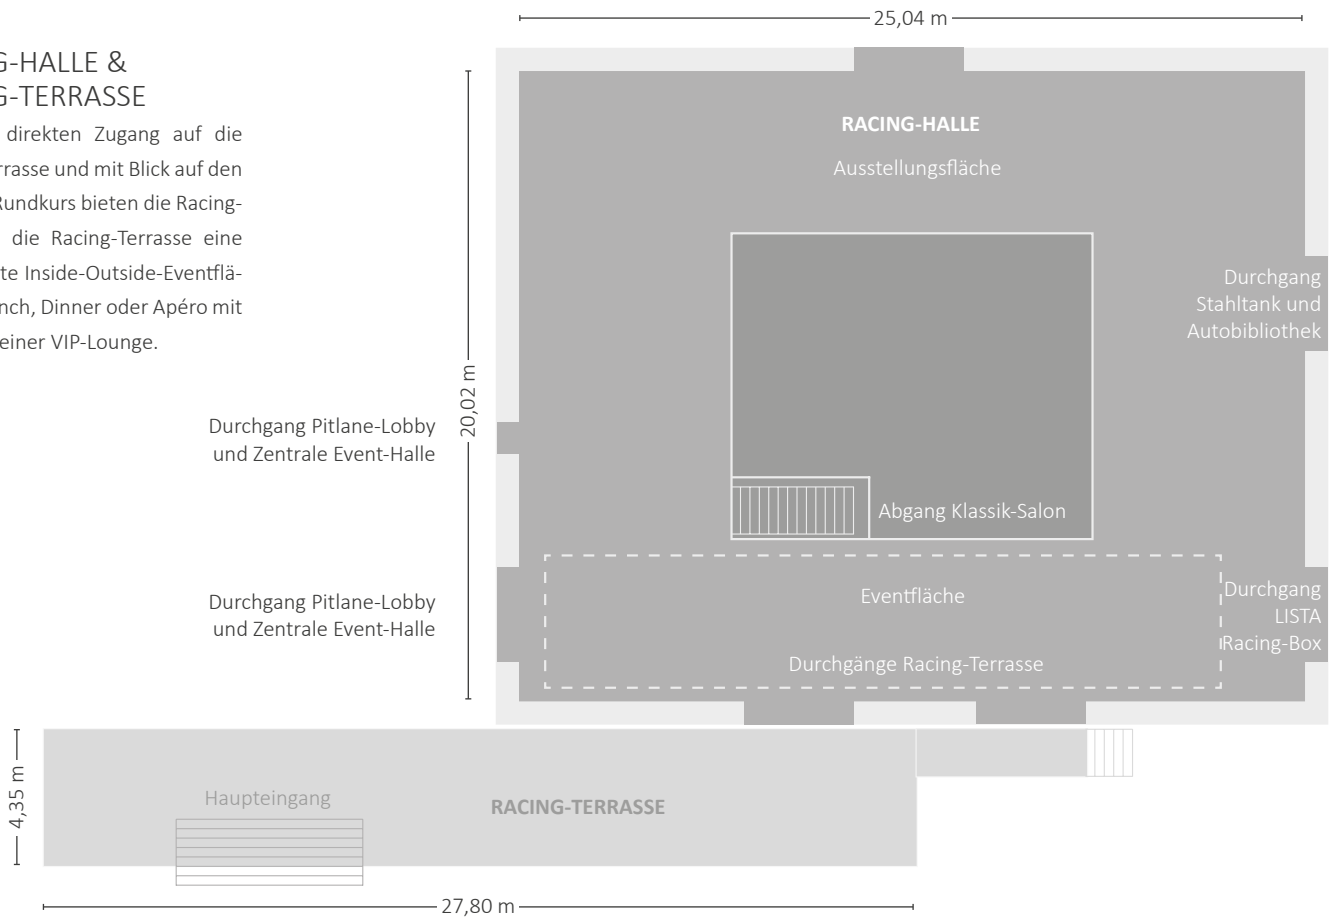 G-HALLE &
G-TERRASSE
direkten Zugang auf die
rrasse und mit Blick auf den
Rundkurs bieten die Racing-
die Racing-Terrasse eine
te Inside-Outside-Eventflä-
nch, Dinner oder Apéro mit
einer VIP-Lounge.
25,04 m
20,02 m
RACING-HALLE
Ausstellungsfläche
Durchgang
Stahltank und
Autobibliothek
Durchgang Pitlane-Lobby
und Zentrale Event-Halle
Abgang Klassik-Salon
Durchgang Pitlane-Lobby
und Zentrale Event-Halle
Eventfläche
Durchgänge Racing-Terrasse
Durchgang
LISTA
Racing-Box
4,35 m
Haupteingang
RACING-TERRASSE
27,80 m